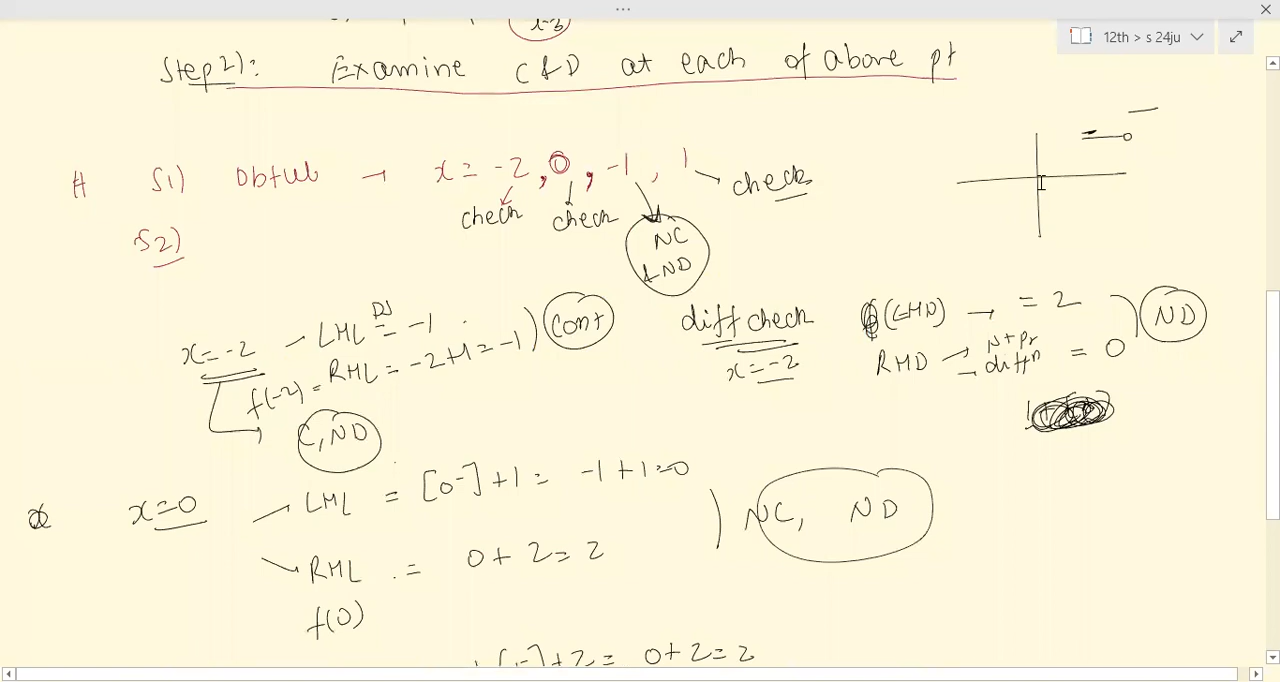 12th > s 24ju
Step 2): Examine C&D at each of above pt
# S1) Obtub → x = -2, 0, -1, 1 → check
check check
NC
& ND
S2)
x = -2 → LHL = -1
f(-2) = RHL = -2+1 = -1) Cont
C, ND
diff check
x = -2
(LHD) → = 2
RHD → diffn = 0
ND
x=0 → LHL = [0-]+1 = -1+1=0
RHL = 0+2 = 2
NC, ND
f(0)
[1-]+2 = 0+2=2